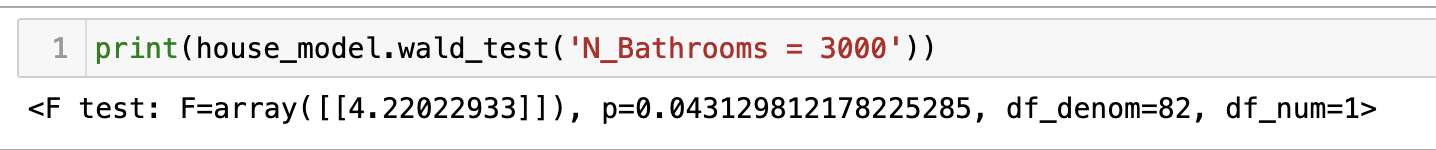 1 print(house_model.wald_test('N_Bathrooms = 3000'))
<F test: F=array([[4.22022933]]), p=0.043129812178225285, df_denom=82, df_num=1>